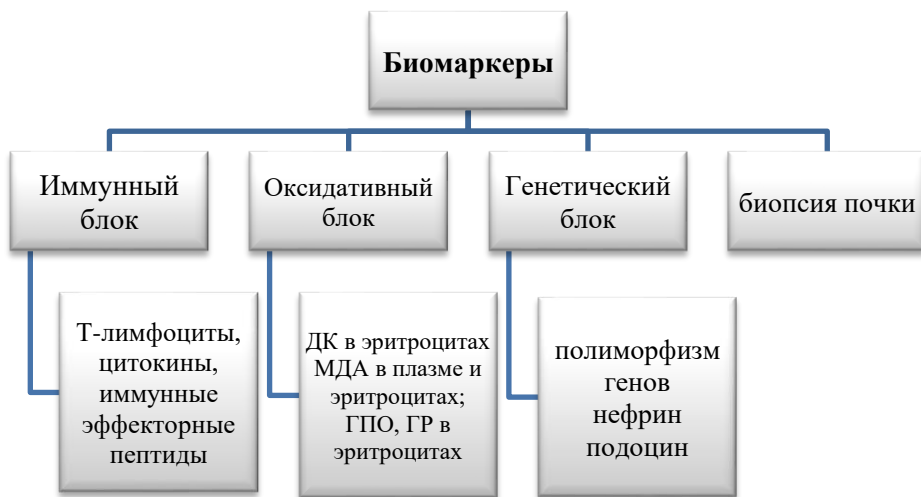 Биомаркеры
Иммунный
блок
Оксидативный
блок
Генетический
блок
биопсия почки
Т-лимфоциты,
цитокины,
иммунные
эффекторные
пептиды
ДК в эритроцитах
МДА в плазме и
эритроцитах;
ГПО, ГР в
эритроцитах
полиморфизм
генов
нефрин
подоцин